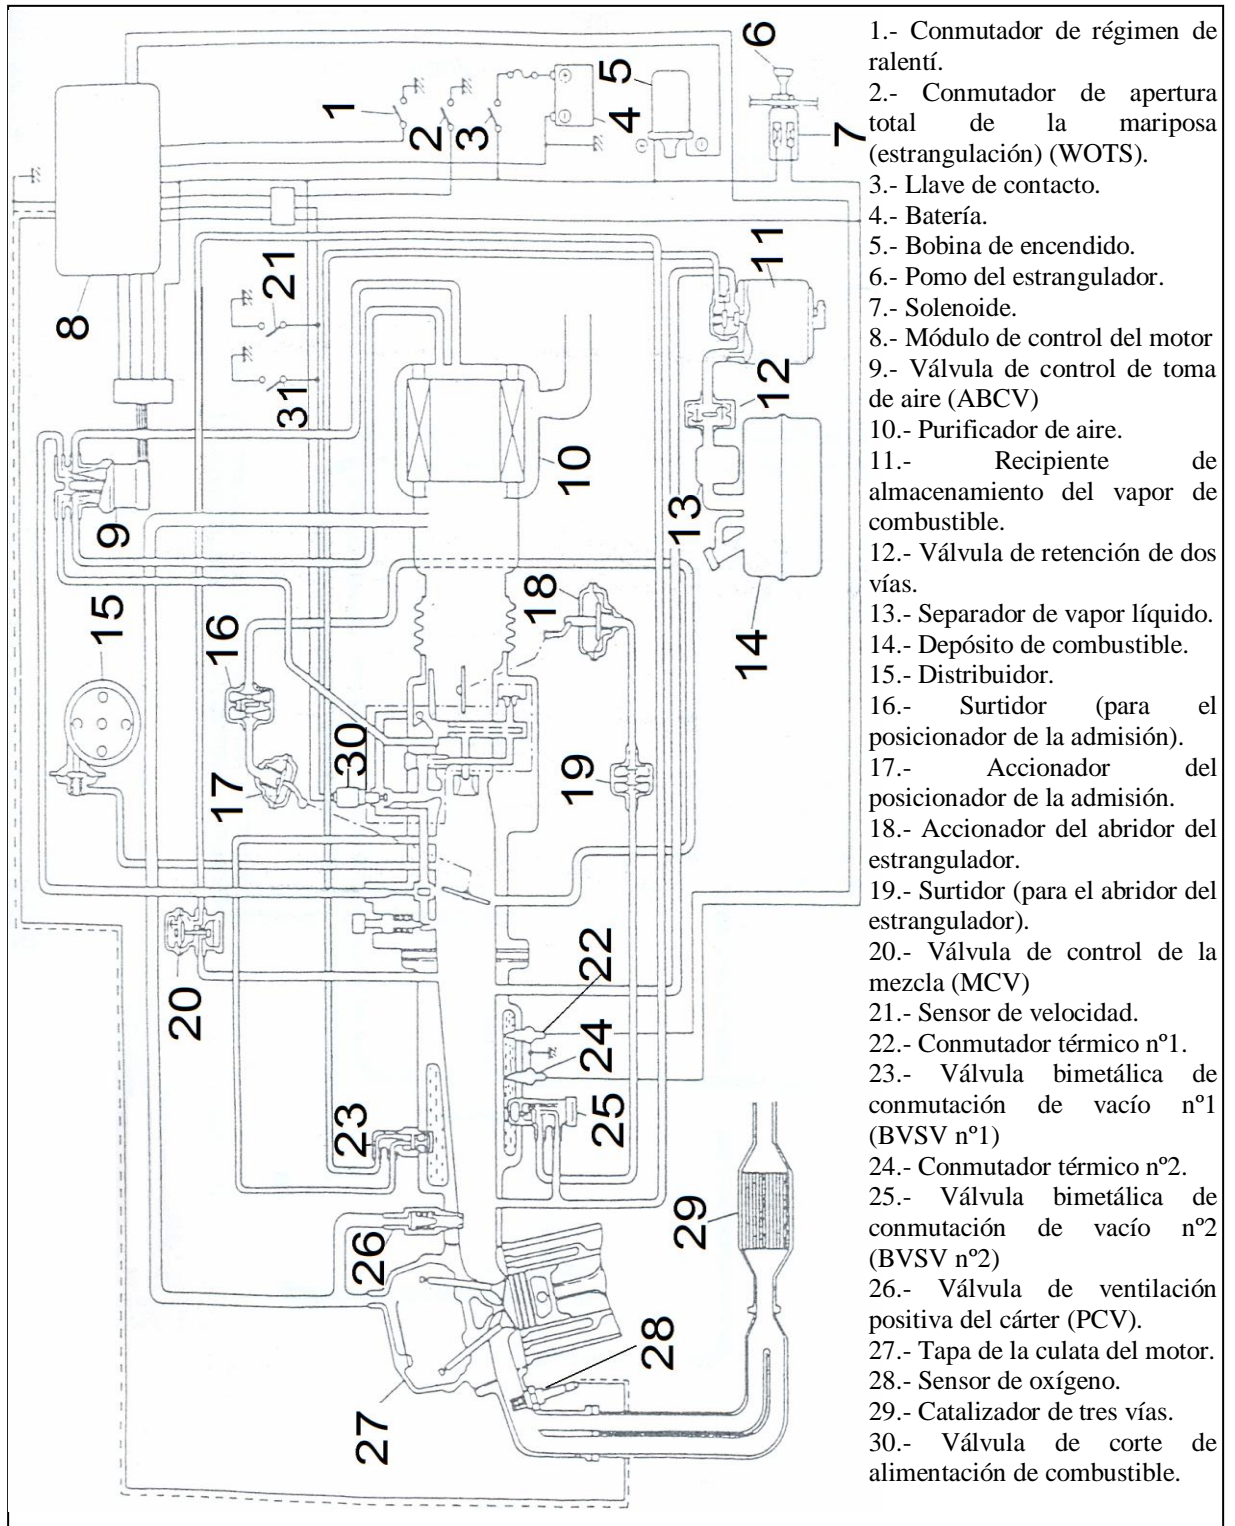 1.- Conmutador de régimen de
ralentí.
2.- Conmutador de apertura
total de la mariposa
(estrangulación) (WOTS).
3.- Llave de contacto.
4.- Batería.
5.- Bobina de encendido.
6.- Pomo del estrangulador.
7.- Solenoide.
8.- Módulo de control del motor
9.- Válvula de control de toma
de aire (ABCV)
10.- Purificador de aire.
11.- Recipiente de
almacenamiento del vapor de
combustible.
12.- Válvula de retención de dos
vías.
13.- Separador de vapor líquido.
14.- Depósito de combustible.
15.- Distribuidor.
16.- Surtidor (para el
posicionador de la admisión).
17.- Accionador del
posicionador de la admisión.
18.- Accionador del abridor del
estrangulador.
19.- Surtidor (para el abridor del
estrangulador).
20.- Válvula de control de la
mezcla (MCV)
21.- Sensor de velocidad.
22.- Conmutador térmico nº1.
23.- Válvula bimetálica de
conmutación de vacío nº1
(BVSV nº1)
24.- Conmutador térmico nº2.
25.- Válvula bimetálica de
conmutación de vacío nº2
(BVSV nº2)
26.- Válvula de ventilación
positiva del cárter (PCV).
27.- Tapa de la culata del motor.
28.- Sensor de oxígeno.
29.- Catalizador de tres vías.
30.- Válvula de corte de
alimentación de combustible.
1
2
3
4
5
6
7
8
9
10
11
12
13
14
15
16
17
18
19
20
21
22
23
24
25
26
27
28
29
30
31